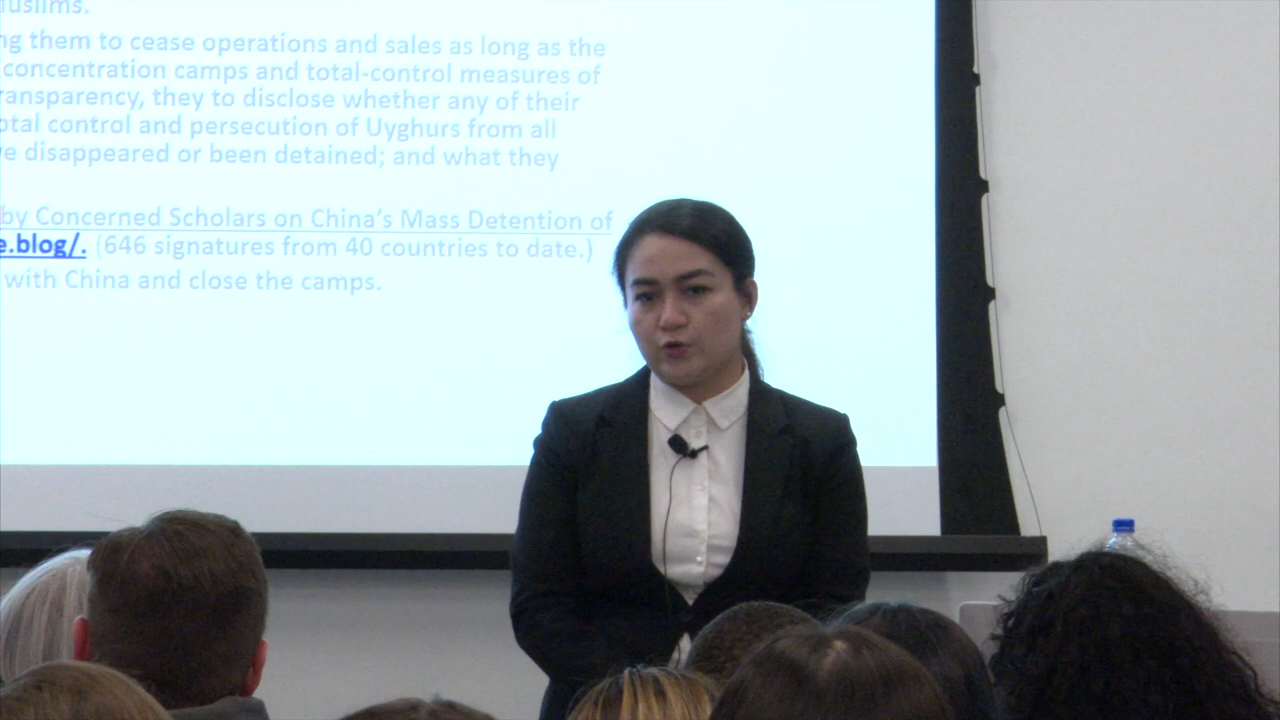 uslims.
ng them to cease operations and sales as long as the
concentration camps and total-control measures of
ransparency, they to disclose whether any of their
otal control and persecution of Uyghurs from all
e disappeared or been detained; and what they
by Concerned Scholars on China's Mass Detention of
e.blog/. (646 signatures from 40 countries to date.)
with China and close the camps.